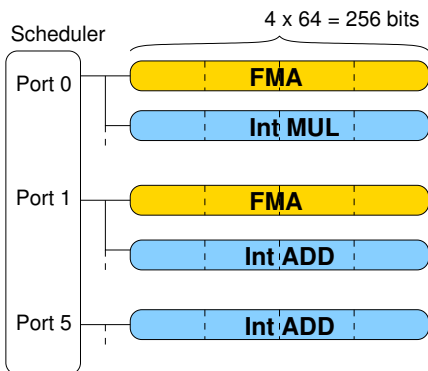 4 x 64 = 256 bits
Scheduler
Port 0
FMA
Int MUL
Port 1
FMA
Int ADD
Port 5
Int ADD